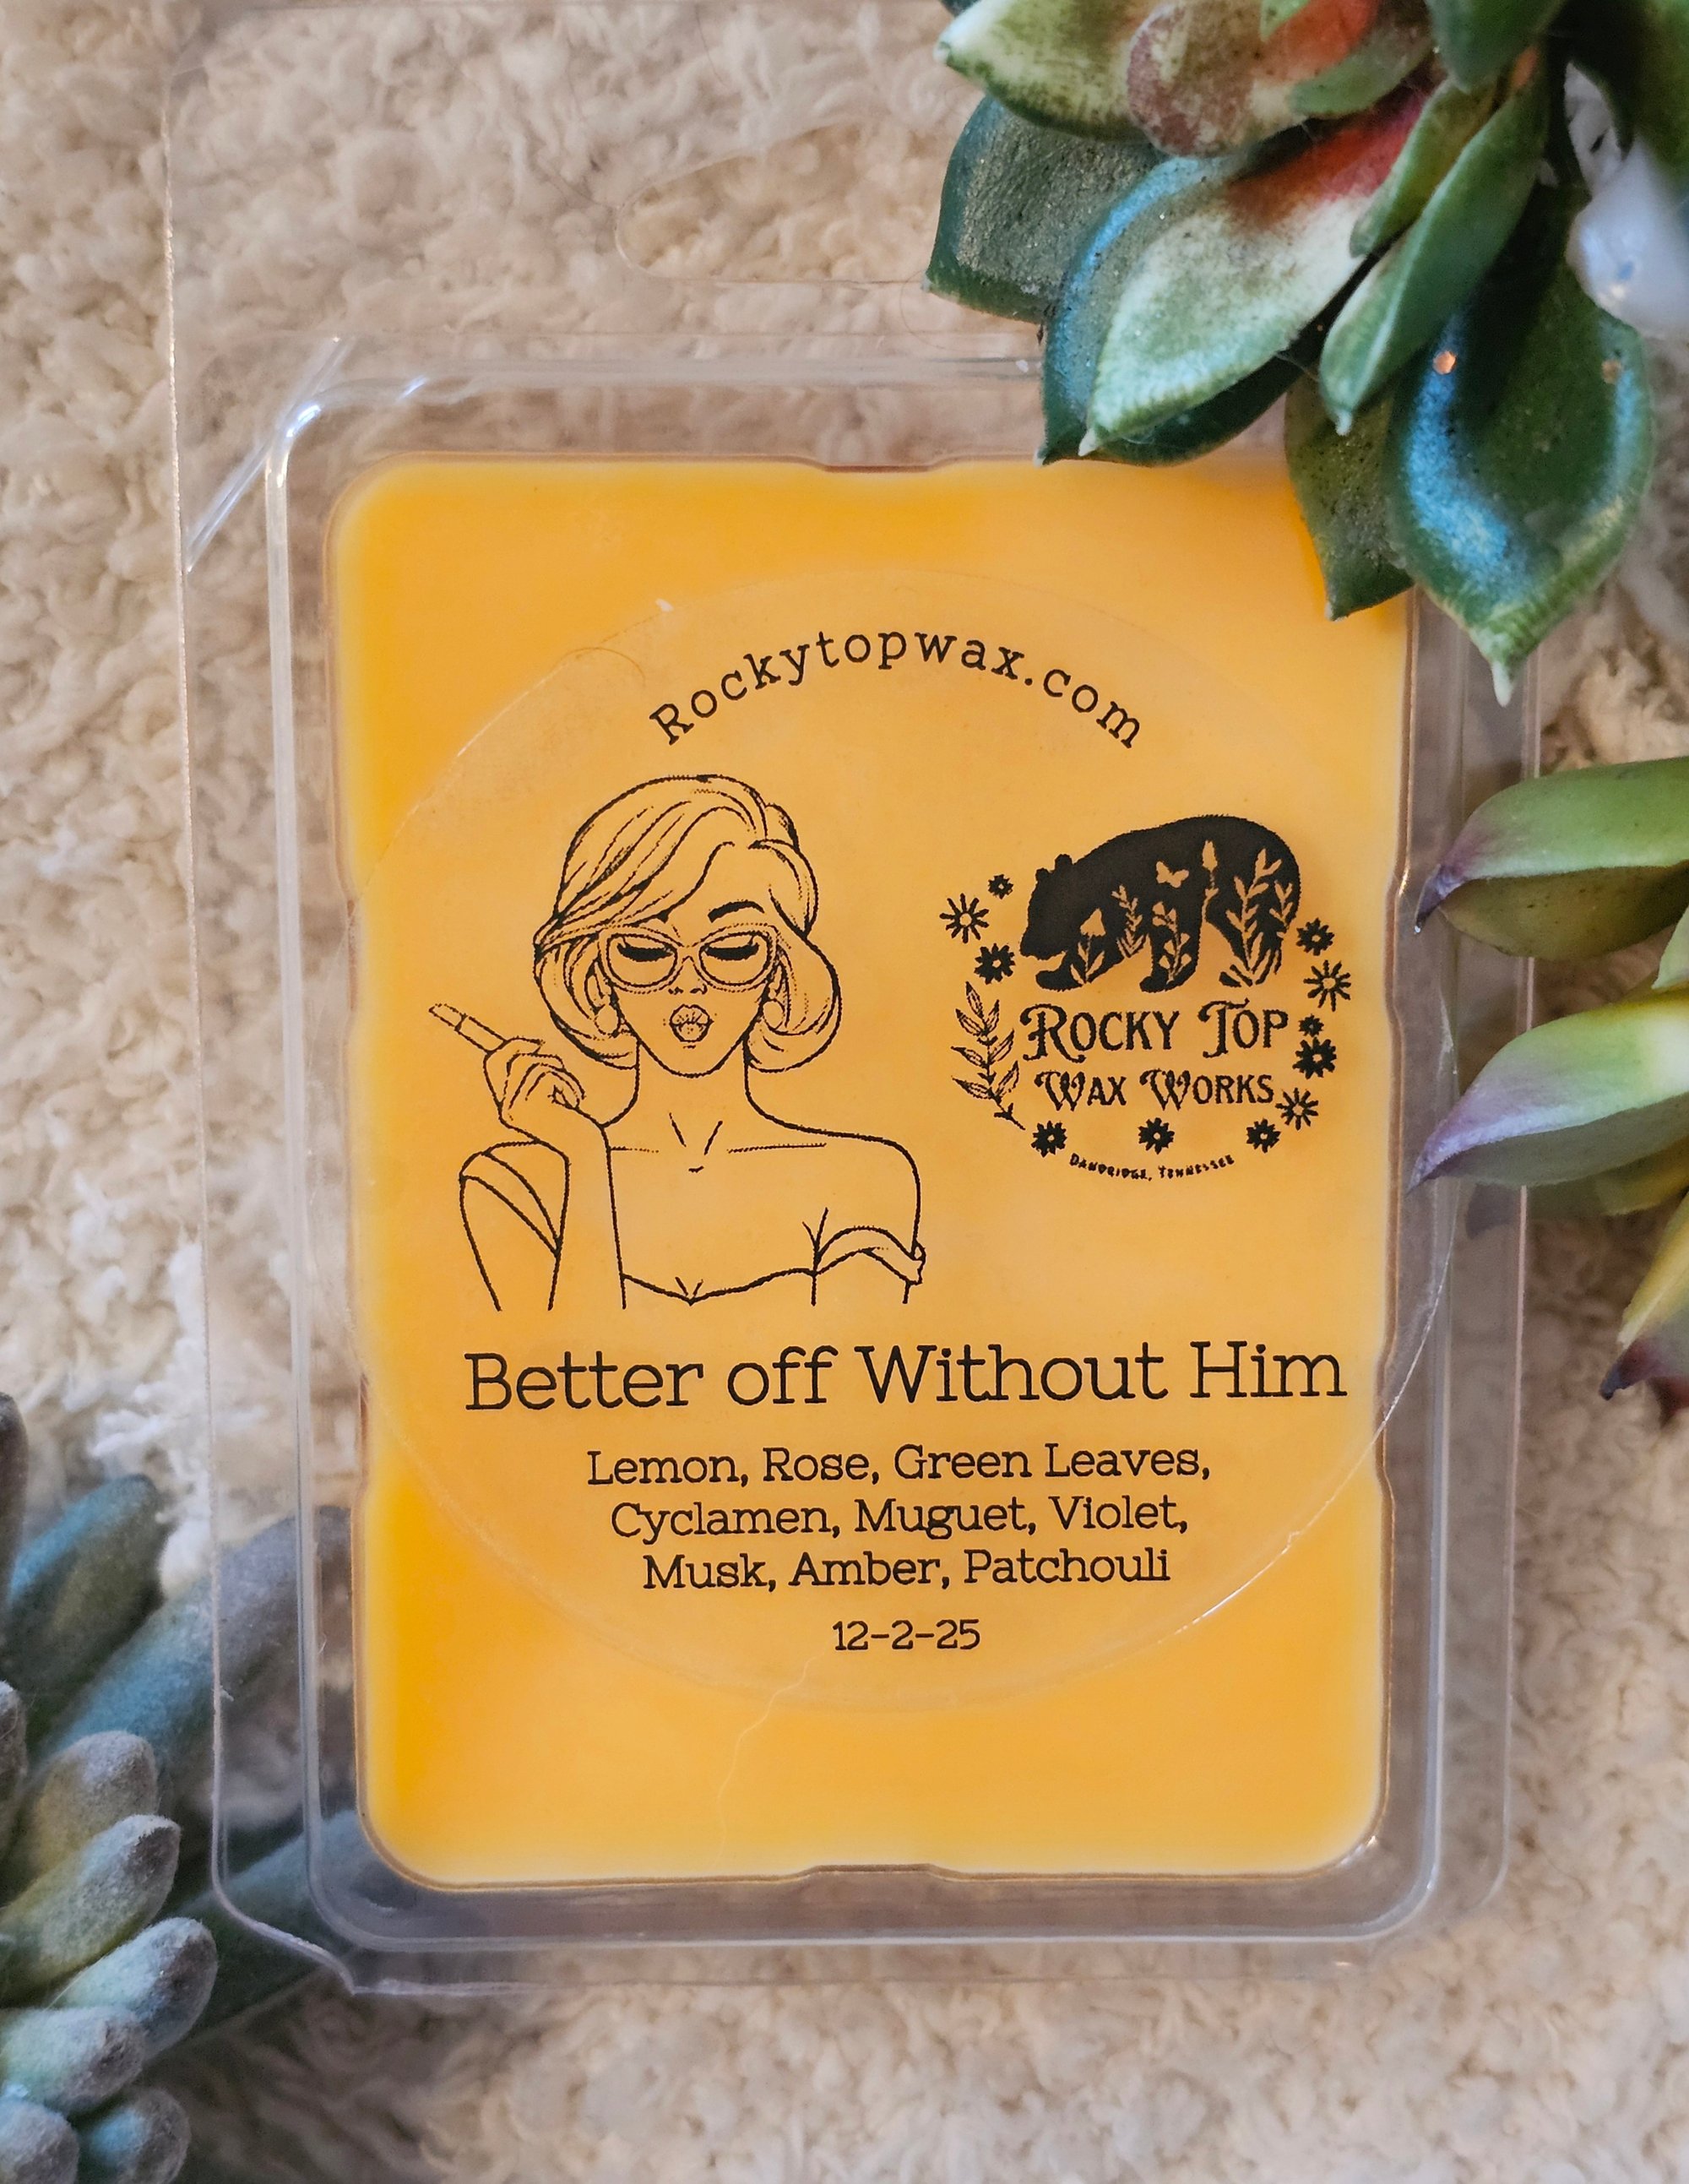 Rockytopwax.com
Rocky Top
Wax Works
Dandridge, Tennessee
Better off Without Him
Lemon, Rose, Green Leaves,
Cyclamen, Muguet, Violet,
Musk, Amber, Patchouli
12-2-25